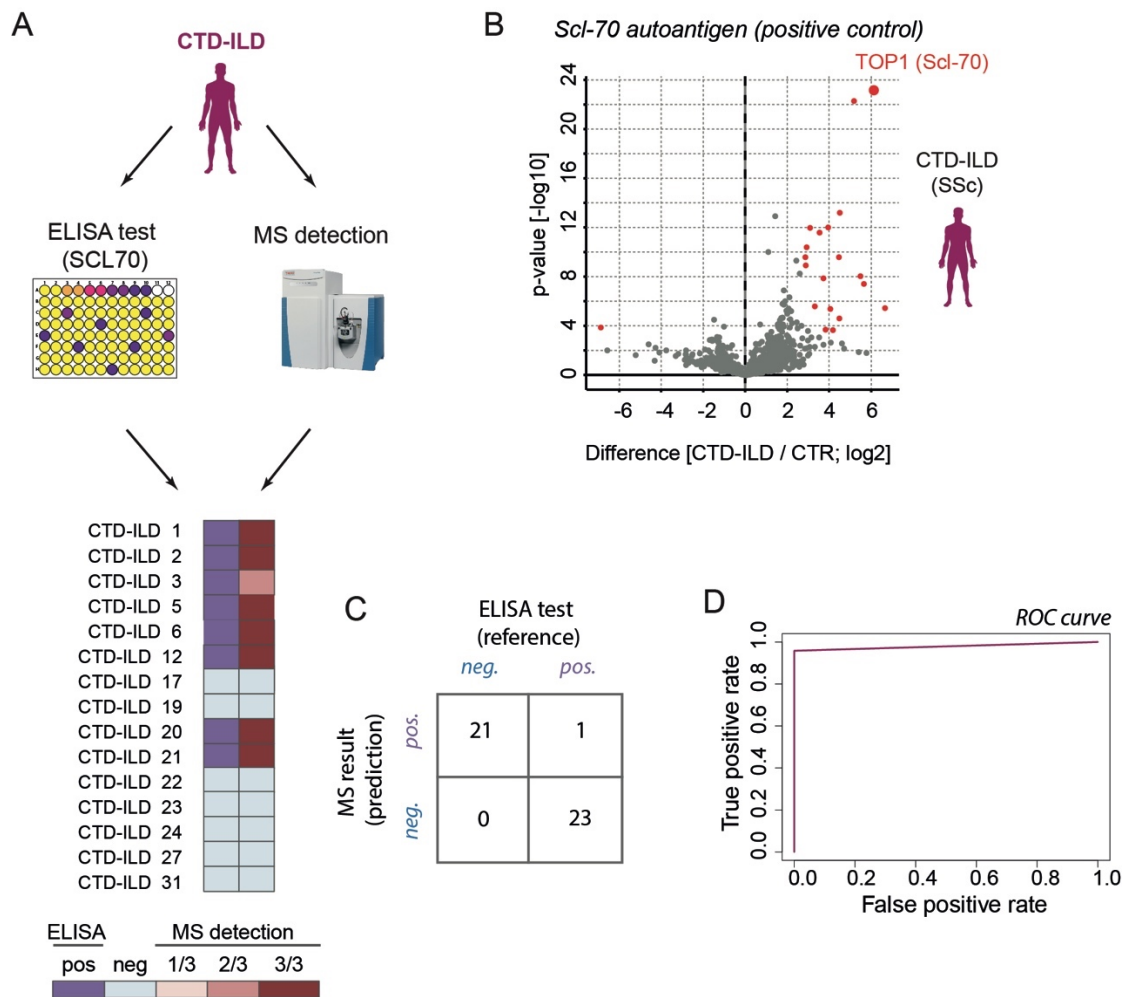 A
CTD-ILD
ELISA test
(SCL70)
MS detection
CTD-ILD 1
CTD-ILD 2
CTD-ILD 3
CTD-ILD 5
CTD-ILD 6
CTD-ILD 12
CTD-ILD 17
CTD-ILD 19
CTD-ILD 20
CTD-ILD 21
CTD-ILD 22
CTD-ILD 23
CTD-ILD 24
CTD-ILD 27
CTD-ILD 31
ELISA MS detection
pos neg 1/3 2/3 3/3
B
Scl-70 autoantigen (positive control)
TOP1 (Scl-70)
p-value [-log10]
24
20
16
12
8
4
0
-6 -4 -2 0 2 4 6
Difference [CTD-ILD / CTR; log2]
CTD-ILD
(SSc)
C
ELISA test
(reference)
neg. pos.
MS result
(prediction)
pos.
neg.
21 1
0 23
D
ROC curve
True positive rate
1.0
0.8
0.6
0.4
0.2
0.0
0.0 0.2 0.4 0.6 0.8 1.0
False positive rate